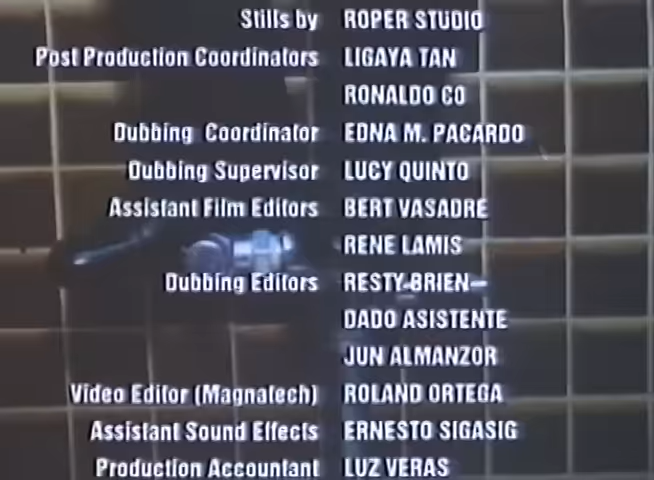 Stills by ROPER STUDIO
Post Production Coordinators LIGAYA TAN
RONALDO CO
Dubbing Coordinator EDNA M. PACARDO
Dubbing Supervisor LUCY QUINTO
Assistant Film Editors BERT VASADRE
RENE LAMIS
Dubbing Editors RESTY BRIEN
DADO ASISTENTE
JUN ALMANZOR
Video Editor (Magnatech) ROLAND ORTEGA
Assistant Sound Effects ERNESTO SIGASIG
Production Accountant LUZ VERAS